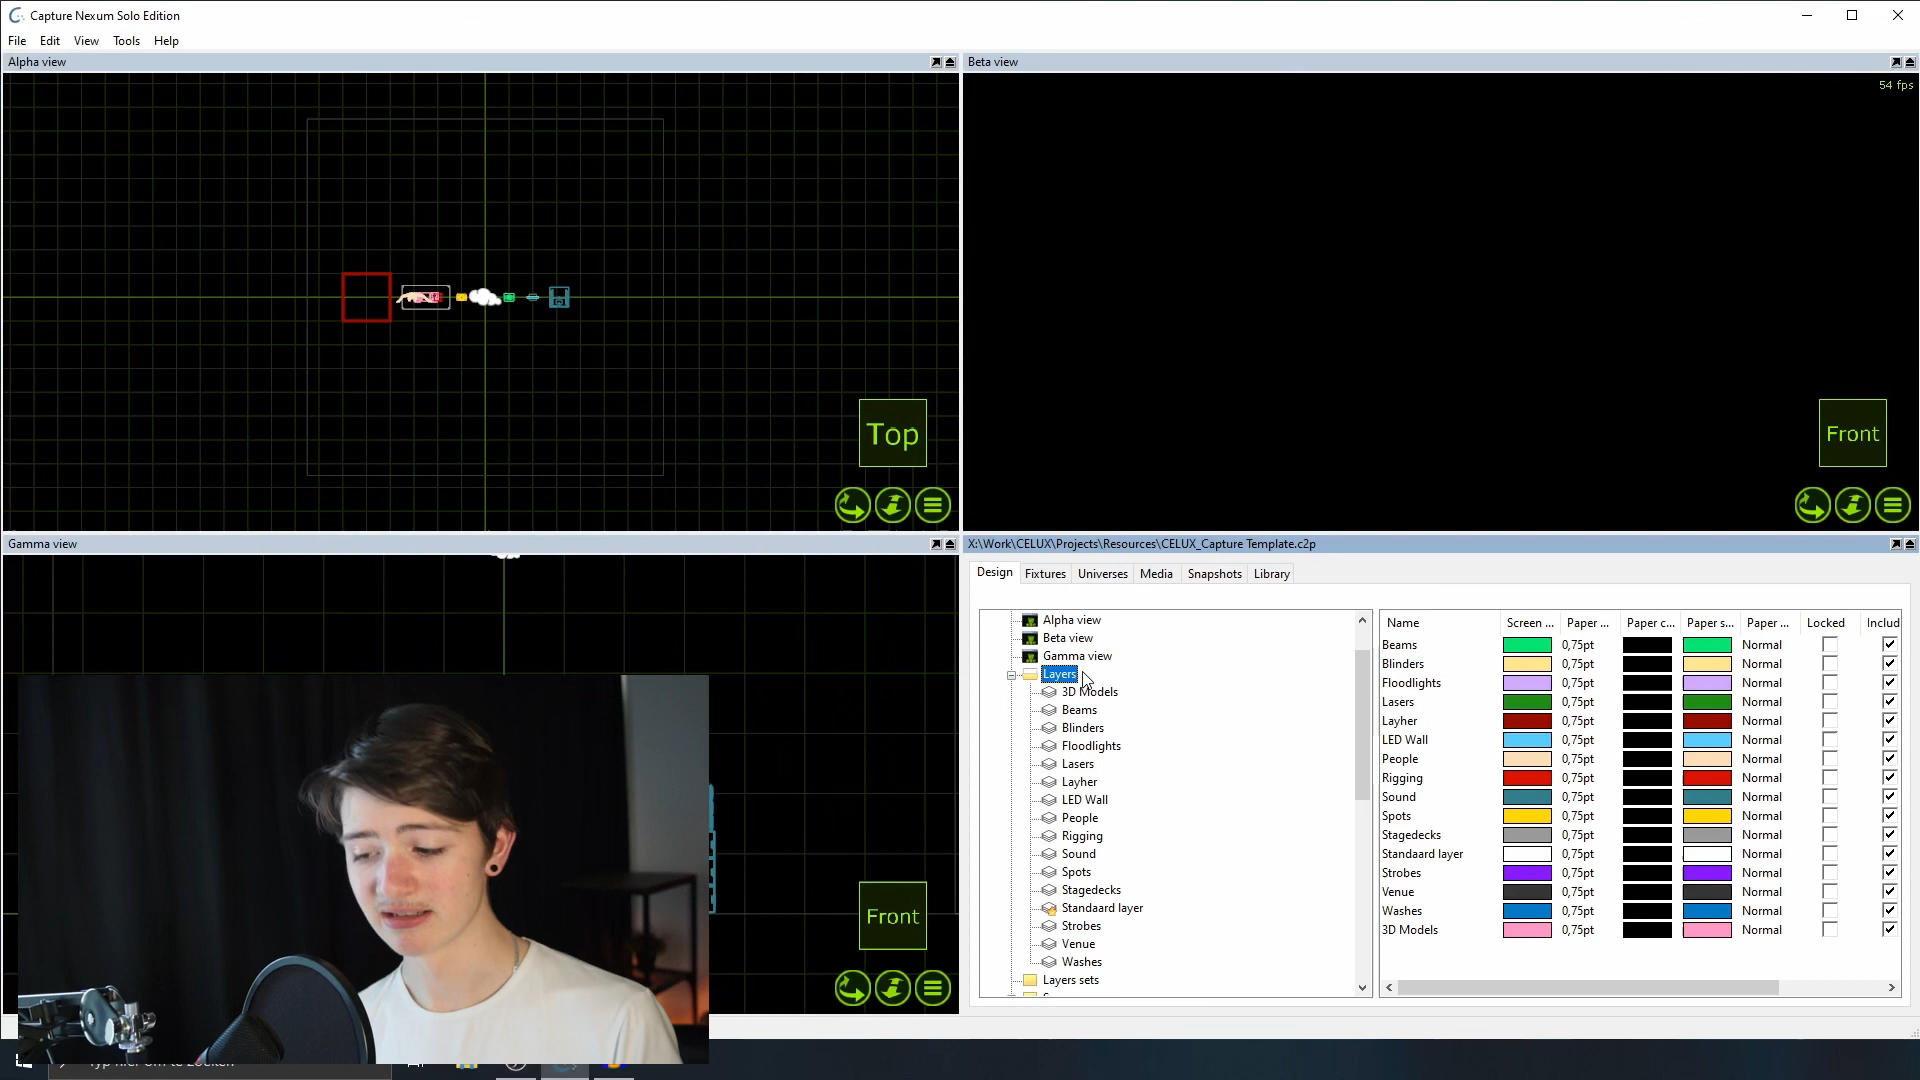 Capture Nexum Solo Edition
File Edit View Tools Help
Alpha view
Beta view
54 fps
Top
Front
Gamma view
Front
X:\Work\CELUX\Projects\Resources\CELUX_Capture Template.c2p
Design Fixtures Universes Media Snapshots Library
Alpha view
Beta view
Gamma view
Layers
3D Models
Beams
Blinders
Floodlights
Lasers
Layher
LED Wall
People
Rigging
Sound
Spots
Stagedecks
Standaard layer
Strobes
Venue
Washes
Layers sets
Name Screen ... Paper ... Paper c... Paper s... Paper ... Locked Includ
Beams 0,75pt Normal
Blinders 0,75pt Normal
Floodlights 0,75pt Normal
Lasers 0,75pt Normal
Layher 0,75pt Normal
LED Wall 0,75pt Normal
People 0,75pt Normal
Rigging 0,75pt Normal
Sound 0,75pt Normal
Spots 0,75pt Normal
Stagedecks 0,75pt Normal
Standaard layer 0,75pt Normal
Strobes 0,75pt Normal
Venue 0,75pt Normal
Washes 0,75pt Normal
3D Models 0,75pt Normal